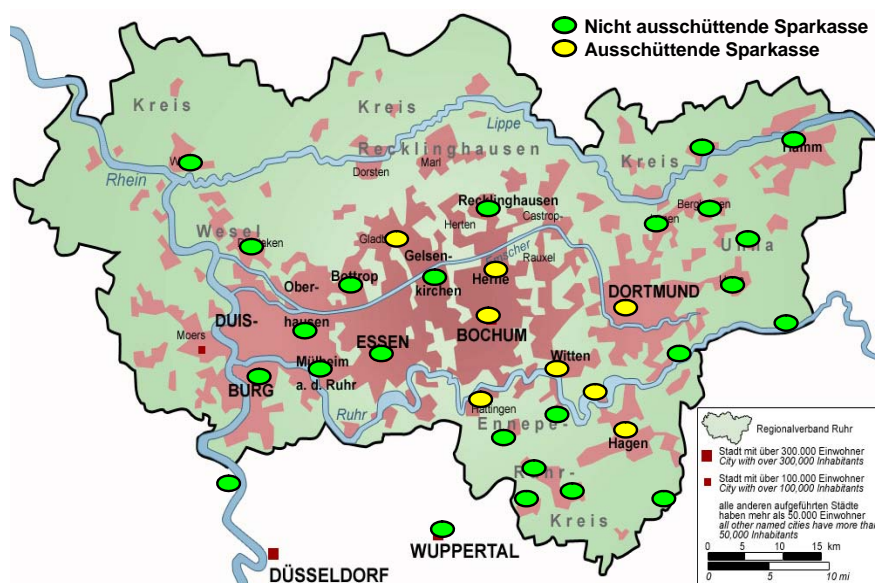 Nicht ausschüttende Sparkasse
Ausschüttende Sparkasse
Kreis
Kreis
Recklinghausen
Lippe
Kreis
Hamm
Rhein
Dorsten
Marl
Recklinghausen
Wesel
Herten
Castrop-
Unna
Gelsen-
kirchen
Rauxel
Herne
Bottrop
Ober-
hausen
DORTMUND
DUIS-
BURG
Moers
ESSEN
BOCHUM
Mülheim
a. d. Ruhr
Witten
Ruhr
Hattingen
Ennepe-
Hagen
Ruhr-
Kreis
WUPPERTAL
DÜSSELDORF
Regionalverband Ruhr
Stadt mit über 300.000 Einwohner
City with over 300,000 Inhabitants
Stadt mit über 100.000 Einwohner
City with over 100,000 Inhabitants
alle anderen aufgeführten Städte
haben mehr als 50.000 Einwohner
all other named cities have more than
50,000 Inhabitants
0 5 10 15 km
0 5 10 mi